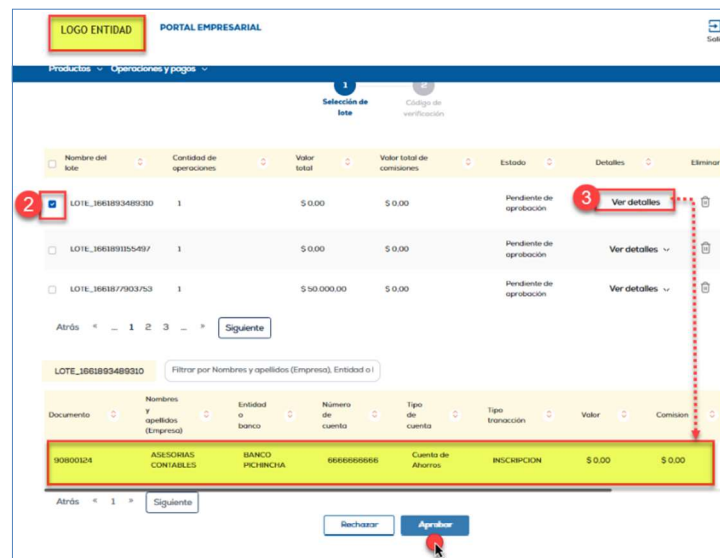 LOGO ENTIDAD
PORTAL EMPRESARIAL
Productos Operaciones y pagos
1 2
Selección de lote
Código de verificación
Nombre del lote Cantidad de operaciones Valor total Valor total de comisiones Estado Detalles Eliminar
2 LOTE_1661893489310 1 $ 0,00 $ 0,00 Pendiente de aprobación 3 Ver detalles
LOTE_1661891155497 1 $ 0,00 $ 0,00 Pendiente de aprobación Ver detalles
LOTE_1661877903753 1 $ 50.000,00 $ 0,00 Pendiente de aprobación Ver detalles
Atrás « ... 1 2 3 ... » Siguiente
LOTE_1661893489310 Filtrar por Nombres y apellidos (Empresa), Entidad o
Documento Nombres y apellidos (Empresa) Entidad o banco Número de cuenta Tipo de cuenta Tipo tranacción Valor Comision
90800124 ASESORIAS CONTABLES BANCO PICHINCHA 6666666666 Cuenta de Ahorros INSCRIPCION $ 0,00 $ 0,00
Atrás « 1 » Siguiente
Rechazar Aprobar